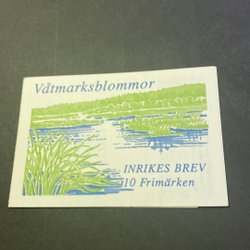 Våtmarksblommor
INRIKES BREV
10 Frimärken